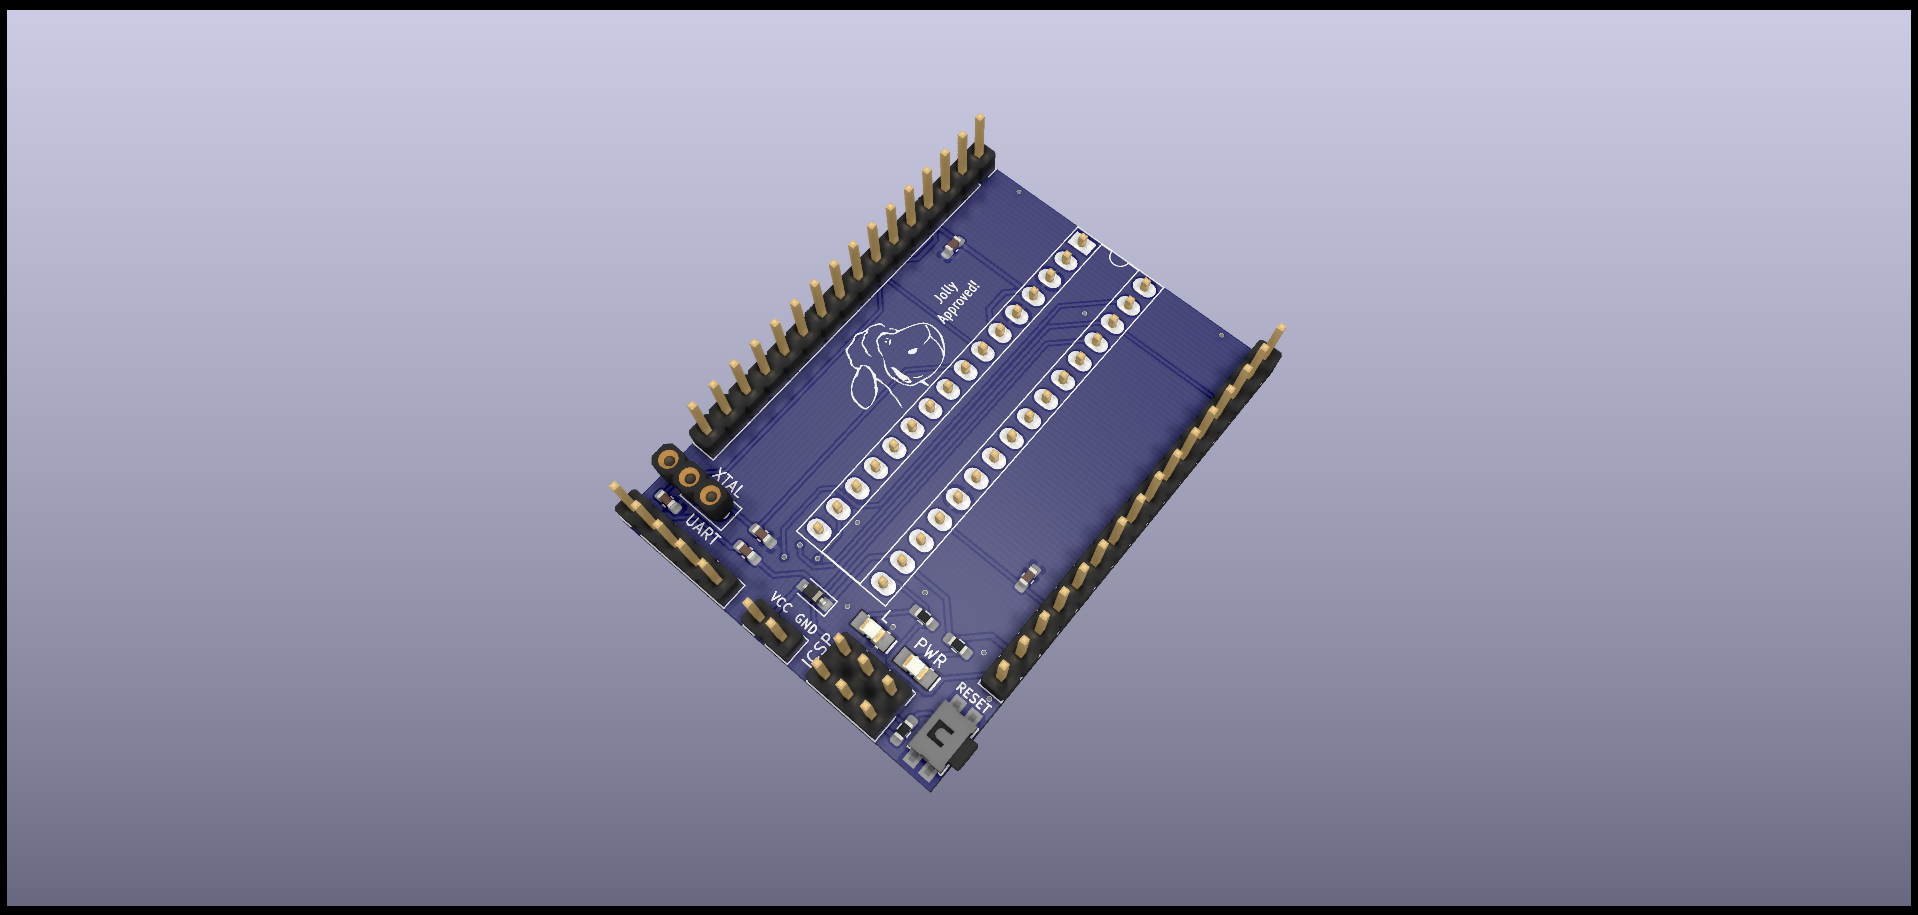 Jolly
Approved!
XTAL
UART
VCC GND
ICSP
L
PWR
RESET